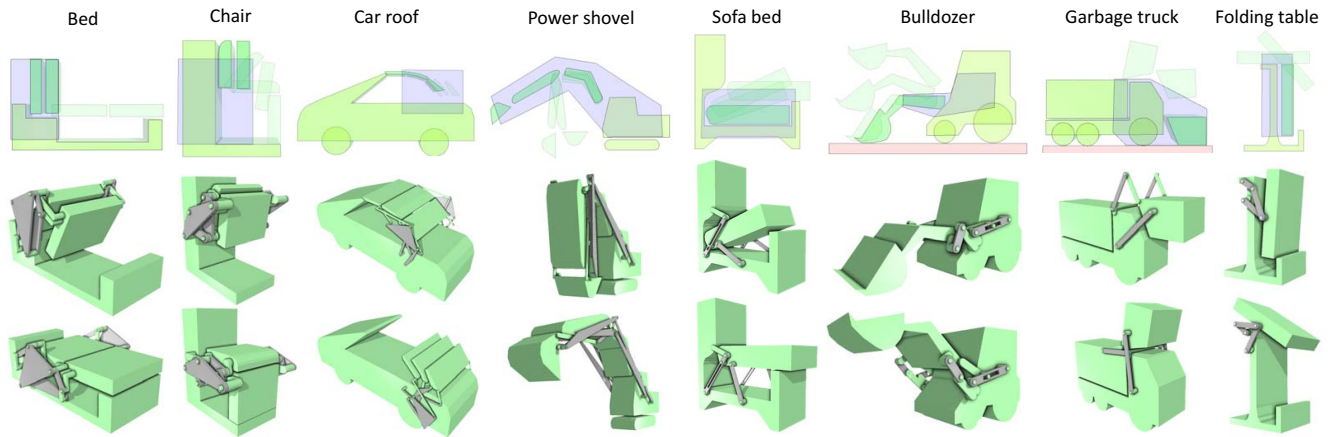 Bed
Chair
Car roof
Power shovel
Sofa bed
Bulldozer
Garbage truck
Folding table